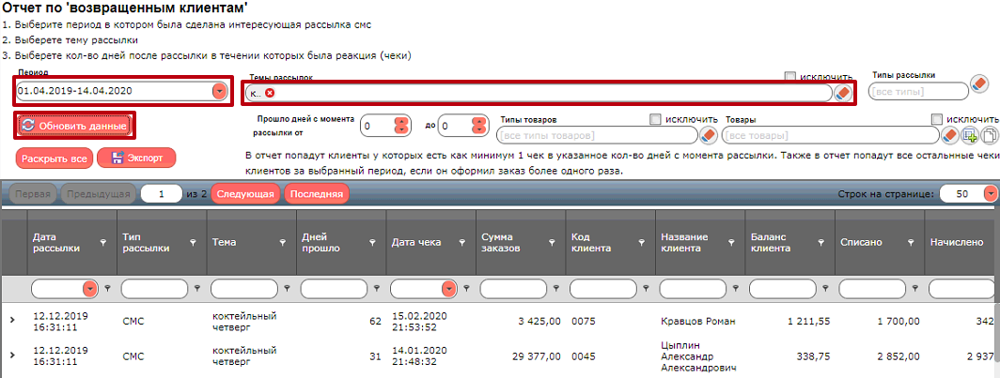 Отчет по 'возвращенным клиентам'
1. Выберите период в котором была сделана интересующая рассылка смс
2. Выберете тему рассылки
3. Выберете кол-во дней после рассылки в течении которых была реакция (чеки)
Период
Темы рассылок
исключить
Типы рассылки
01.04.2019-14.04.2020
к..
[все типы]
Обновить данные
Прошло дней с момента рассылки от
0
до
0
Типы товаров
исключить
Товары
исключить
[все типы товаров]
[все товары]
Раскрыть все
Экспорт
В отчет попадут клиенты у которых есть как минимум 1 чек в указанное кол-во дней с момента рассылки. Также в отчет попадут все остальные чеки
клиентов за выбранный период, если он оформил заказ более одного раза.
Первая Предыдущая 1 из 2 Следующая Последняя Строк на странице: 50
Дата рассылки Тип рассылки Тема Дней прошло Дата чека Сумма заказов Код клиента Название клиента Баланс клиента Списано Начислено
12.12.2019 16:31:11 СМС коктейльный четверг 62 15.02.2020 21:53:52 3 425,00 0075 Кравцов Роман 1 211,55 1 700,00 342
12.12.2019 16:31:11 СМС коктейльный четверг 31 14.01.2020 21:48:32 29 377,00 0045 Цыплин Александр Александрович 338,75 2 852,00 2 937